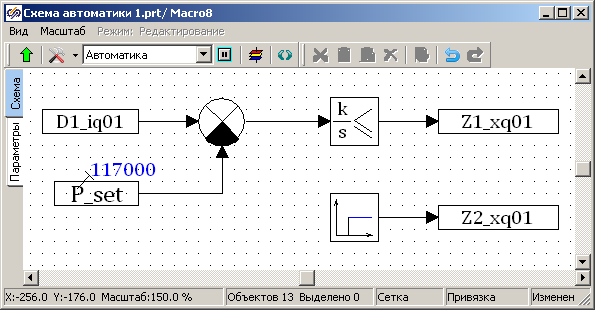 Схема автоматики 1.prt/ Macro8
Вид Масштаб Режим: Редактирование
Автоматика
Схема
Параметры
D1_iq01
k
s
Z1_xq01
117000
P_set
Z2_xq01
X:-256.0 Y:-176.0 Масштаб:150.0 % Объектов 13 Выделено 0 Сетка Привязка Изменен